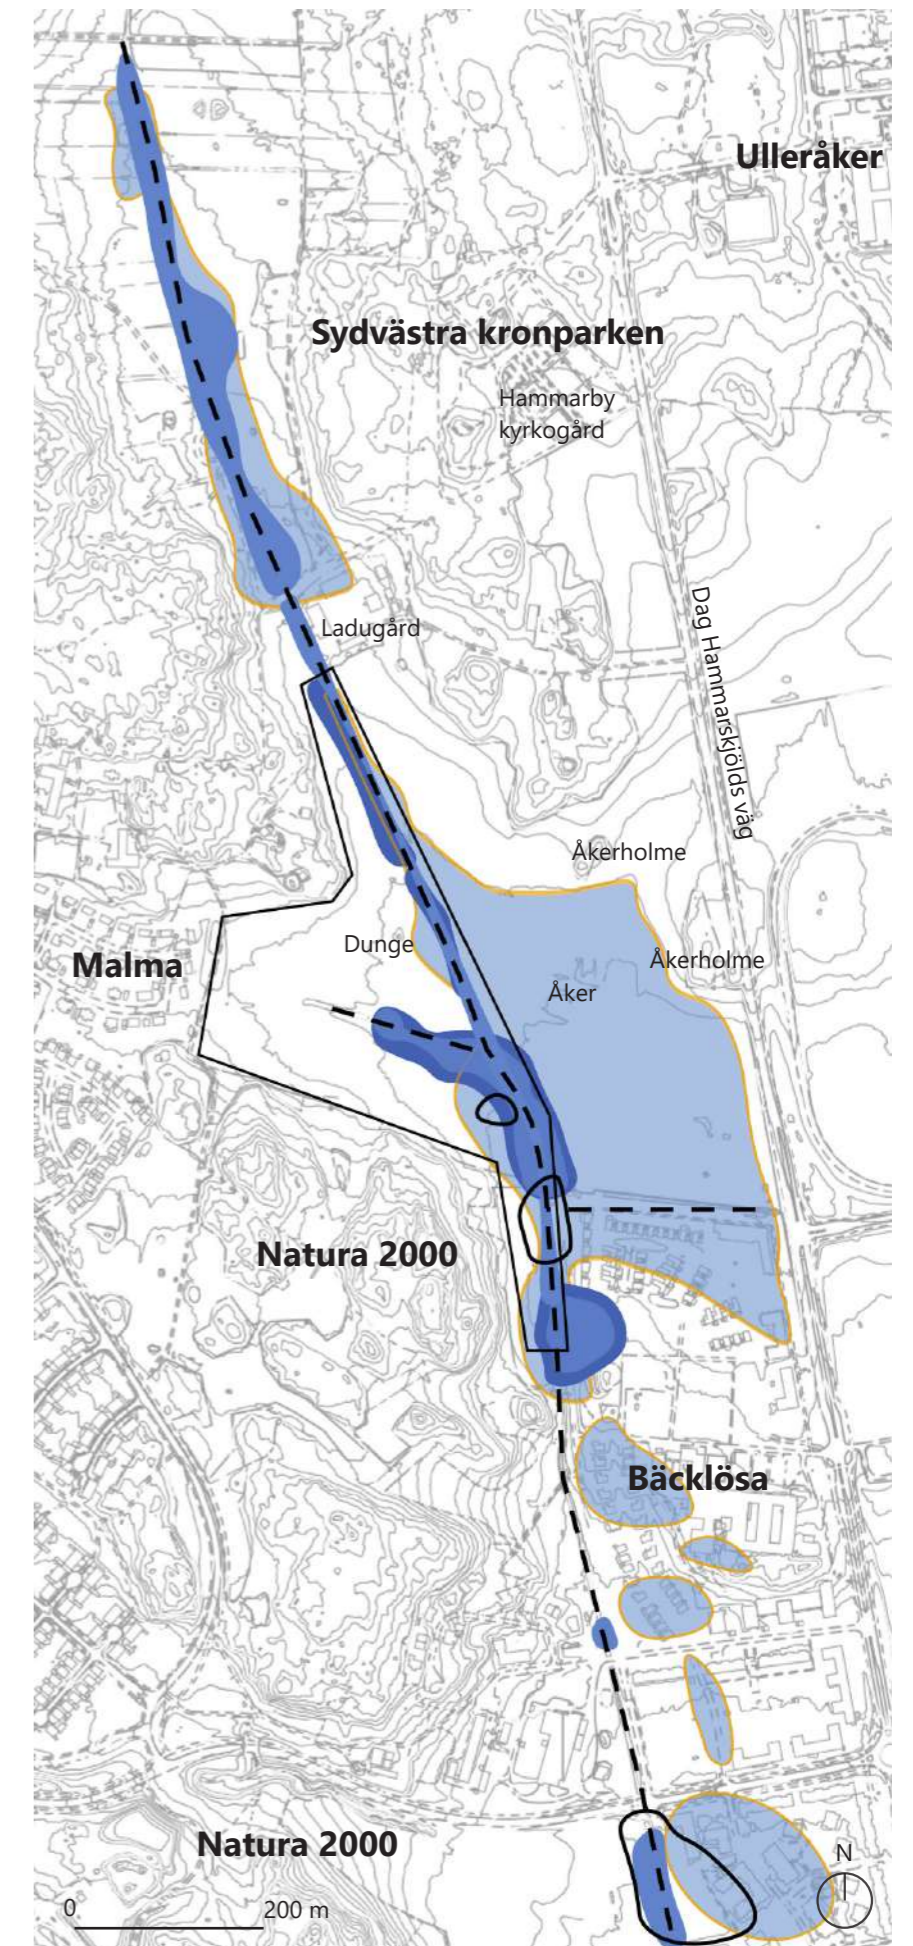 Ulleråker
Sydvästra kronparken
Hammarby
kyrkogård
Dag Hammarskjölds väg
Ladugård
Åkerholme
Dunge
Malma
Åkerholme
Åker
Natura 2000
Bäcklösa
Natura 2000
N
0
200 m